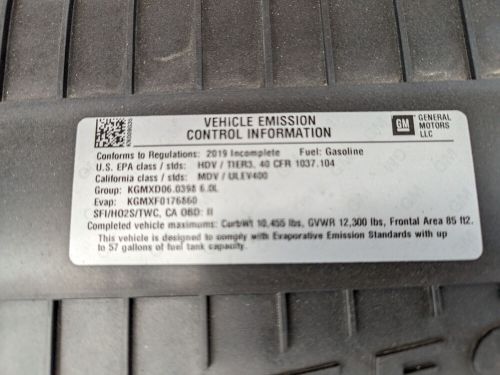 VEHICLE EMISSION
CONTROL INFORMATION
GM GENERAL MOTORS LLC
Conforms to Regulations: 2019 Incomplete Fuel: Gasoline
U.S. EPA class / stds: HDV / TIER3, 40 CFR 1037.104
California class / stds: MDV / ULEV400
Group: KGMXD06.0398 6.0L
Evap: KGMXF0176860
SFI/HO2S/TWC, CA OBD: II
Completed vehicle maximums: Curb/Wt 10,455 lbs, GVWR 12,300 lbs, Frontal Area 85 ft2.
This vehicle is designed to comply with Evaporative Emission Standards with up
to 57 gallons of fuel tank capacity.